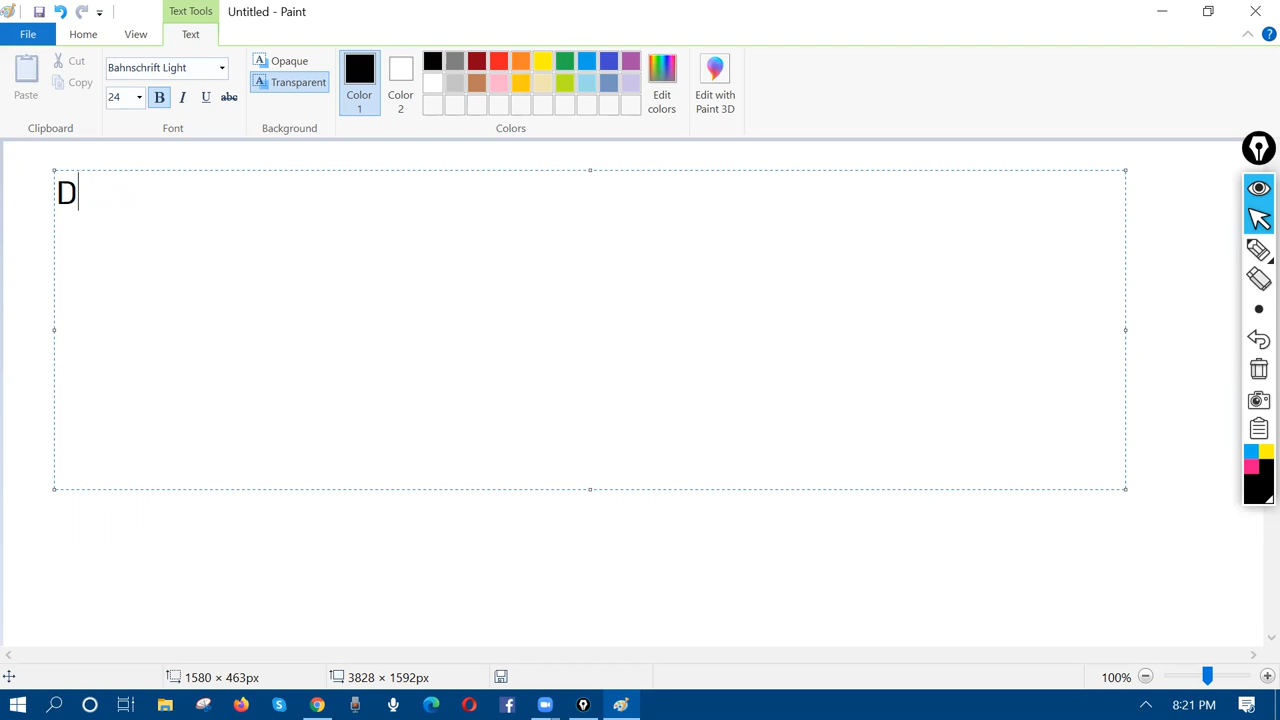 Text Tools
Untitled - Paint
File
Home
View
Text
Paste
Cut
Copy
Clipboard
Bahnschrift Light
24
B
I
U
abc
Font
A
Opaque
A
Transparent
Background
Color
1
Color
2
Colors
Edit
colors
Edit with
Paint 3D
D
1580 × 463px
3828 × 1592px
100%
8:21 PM